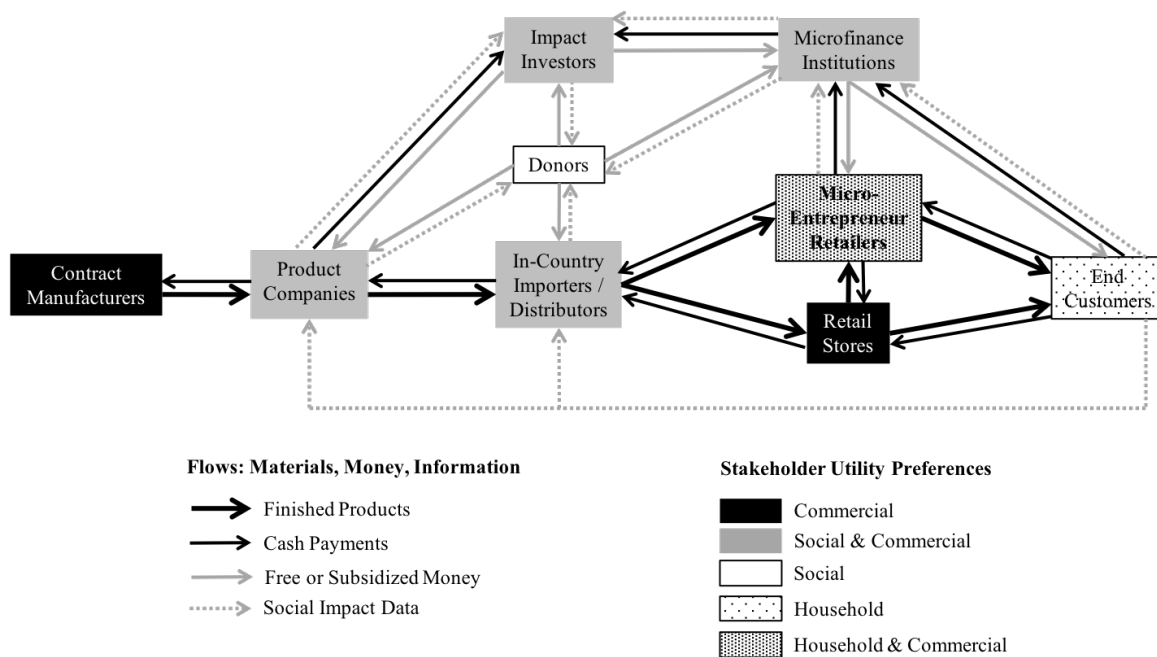 Impact
Investors
Microfinance
Institutions
Donors
Micro-
Entrepreneur
Retailers
Contract
Manufacturers
Product
Companies
In-Country
Importers /
Distributors
Retail
Stores
End
Customers
Flows: Materials, Money, Information
Finished Products
Cash Payments
Free or Subsidized Money
Social Impact Data
Stakeholder Utility Preferences
Commercial
Social & Commercial
Social
Household
Household & Commercial